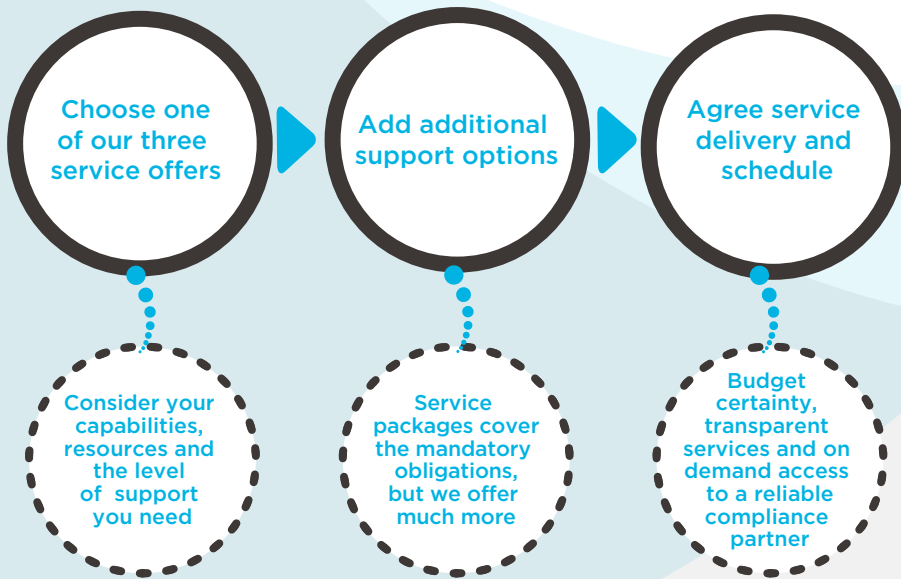 Choose one
of our three
service offers
Add additional
support options
Agree service
delivery and
schedule
Consider your
capabilities,
resources and
the level
of support
you need
Service
packages cover
the mandatory
obligations,
but we offer
much more
Budget
certainty,
transparent
services and on
demand access
to a reliable
compliance
partner